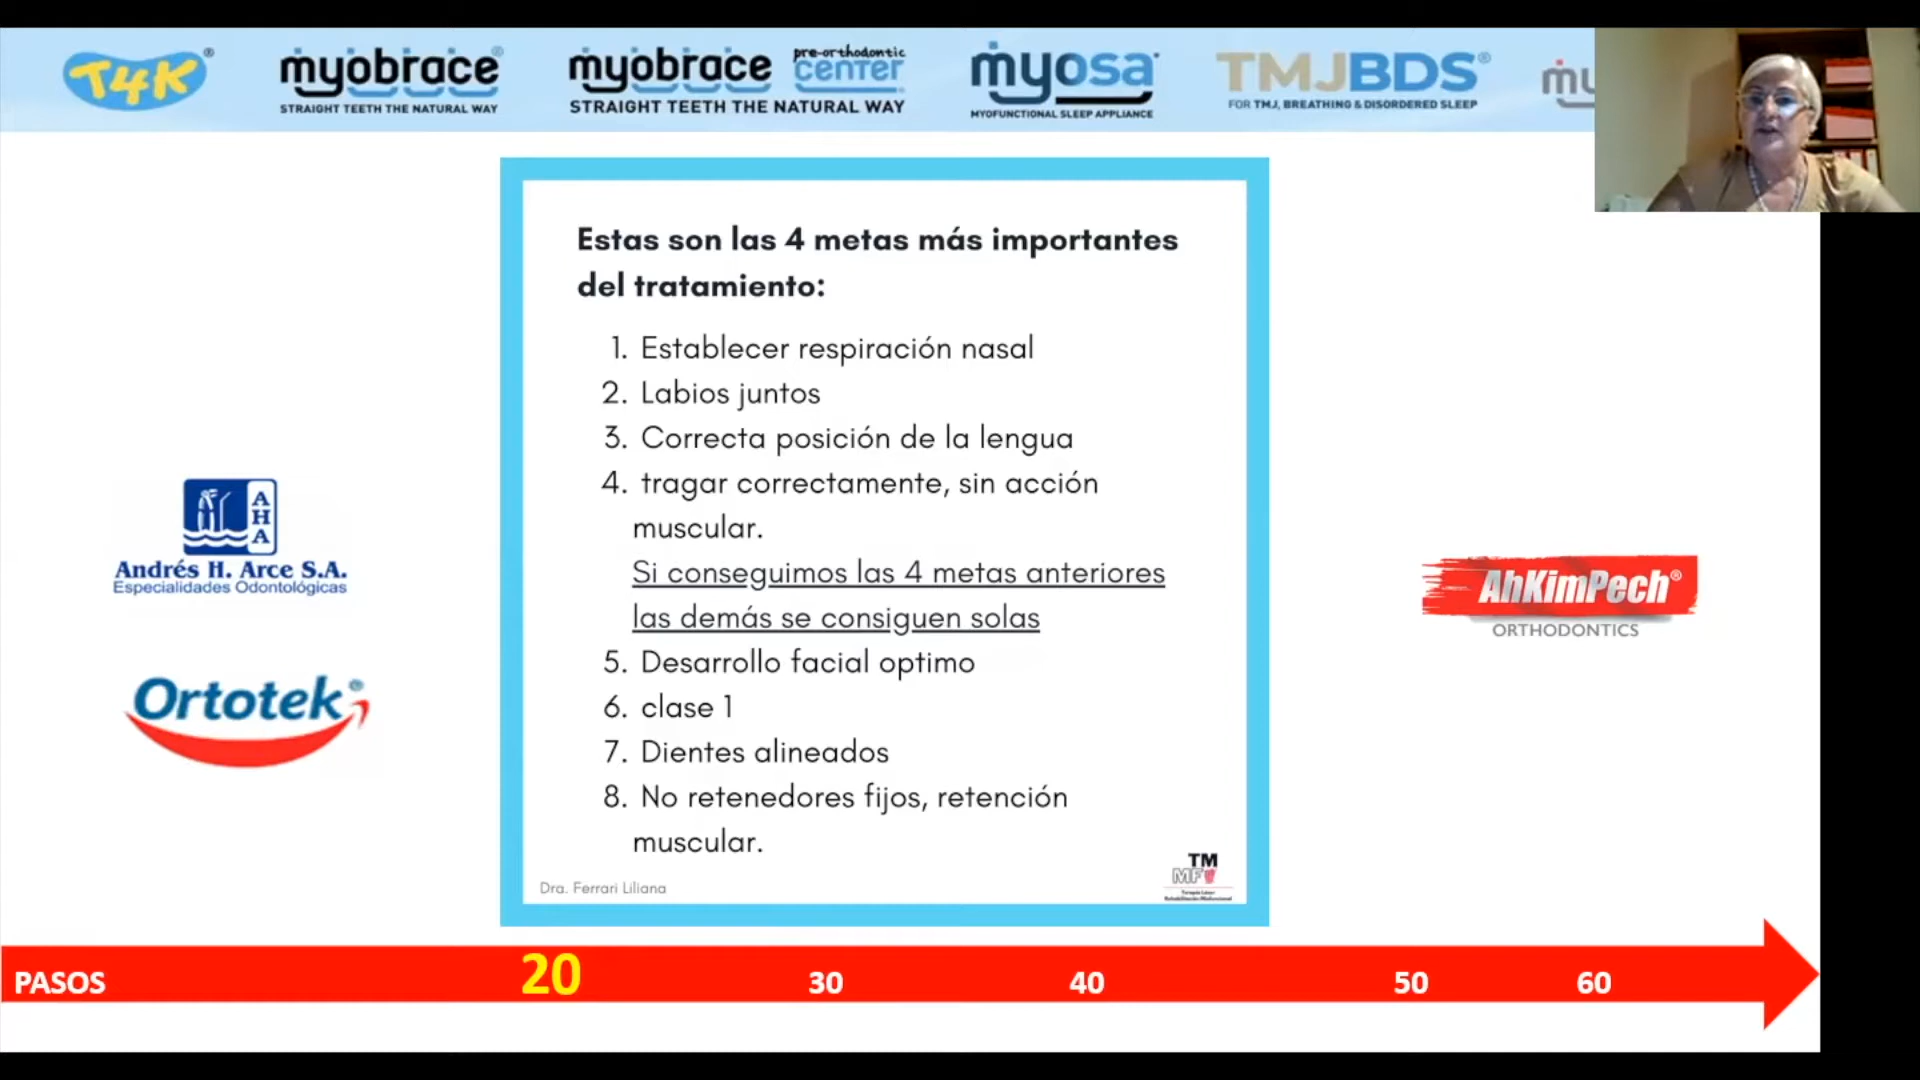 T4K®
myobrace®
STRAIGHT TEETH THE NATURAL WAY
myobrace pre-orthodontic center®
STRAIGHT TEETH THE NATURAL WAY
myosa®
MYOFUNCTIONAL SLEEP APPLIANCE
TMJBDS®
FOR TMJ, BREATHING & DISORDERED SLEEP
Estas son las 4 metas más importantes
del tratamiento:
1. Establecer respiración nasal
2. Labios juntos
3. Correcta posición de la lengua
4. tragar correctamente, sin acción
muscular.
Si conseguimos las 4 metas anteriores
las demás se consiguen solas
5. Desarrollo facial optimo
6. clase 1
7. Dientes alineados
8. No retenedores fijos, retención
muscular.
Dra. Ferrari Liliana
TM
MF
AHA
Andrés H. Arce S.A.
Especialidades Odontológicas
Ortotek®
AhKimPech®
ORTHODONTICS
PASOS 20 30 40 50 60